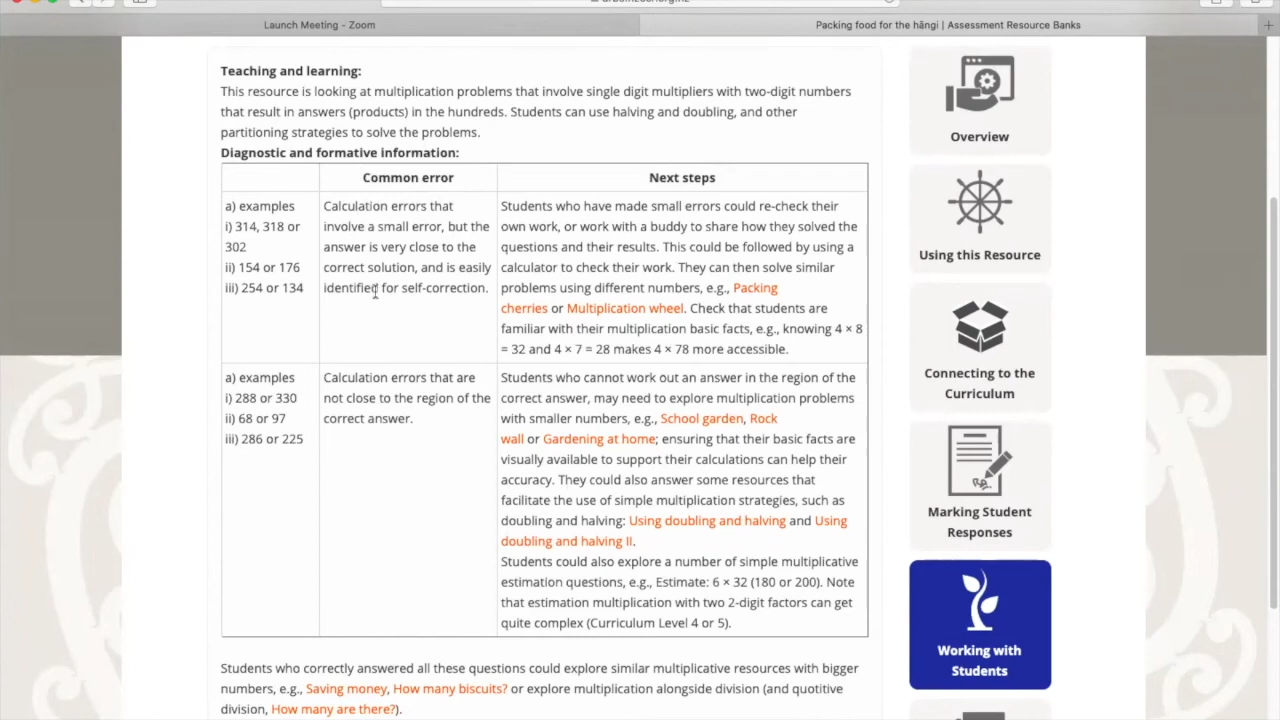 Launch Meeting - Zoom
Packing food for the hāngi | Assessment Resource Banks
Teaching and learning:
This resource is looking at multiplication problems that involve single digit multipliers with two-digit numbers
that result in answers (products) in the hundreds. Students can use halving and doubling, and other
partitioning strategies to solve the problems.
Diagnostic and formative information:
Common error
Next steps
a) examples
i) 314, 318 or
302
ii) 154 or 176
iii) 254 or 134
Calculation errors that
involve a small error, but the
answer is very close to the
correct solution, and is easily
identified for self-correction.
Students who have made small errors could re-check their
own work, or work with a buddy to share how they solved the
questions and their results. This could be followed by using a
calculator to check their work. They can then solve similar
problems using different numbers, e.g., Packing
cherries or Multiplication wheel. Check that students are
familiar with their multiplication basic facts, e.g., knowing 4 × 8
= 32 and 4 × 7 = 28 makes 4 × 78 more accessible.
a) examples
i) 288 or 330
ii) 68 or 97
iii) 286 or 225
Calculation errors that are
not close to the region of the
correct answer.
Students who cannot work out an answer in the region of the
correct answer, may need to explore multiplication problems
with smaller numbers, e.g., School garden, Rock
wall or Gardening at home; ensuring that their basic facts are
visually available to support their calculations can help their
accuracy. They could also answer some resources that
facilitate the use of simple multiplication strategies, such as
doubling and halving: Using doubling and halving and Using
doubling and halving II.
Students could also explore a number of simple multiplicative
estimation questions, e.g., Estimate: 6 × 32 (180 or 200). Note
that estimation multiplication with two 2-digit factors can get
quite complex (Curriculum Level 4 or 5).
Students who correctly answered all these questions could explore similar multiplicative resources with bigger
numbers, e.g., Saving money, How many biscuits? or explore multiplication alongside division (and quotitive
division, How many are there?).
Overview
Using this Resource
Connecting to the
Curriculum
Marking Student
Responses
Working with
Students